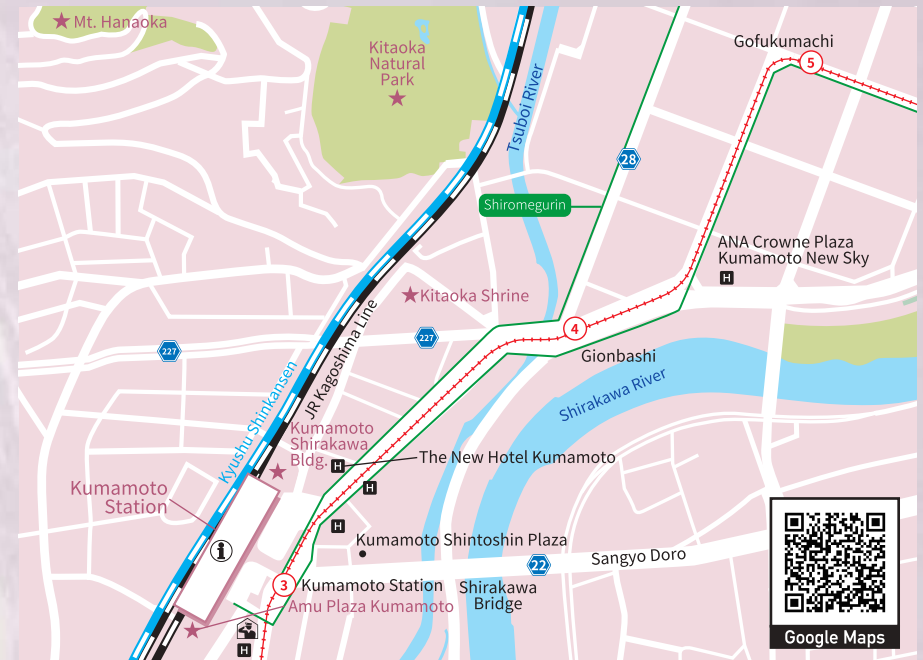 Mt. Hanaoka
Kitaoka
Natural
Park
Tsuboi River
Gofukumachi
5
28
Shiromegurin
ANA Crowne Plaza
Kumamoto New Sky
H
Kitaoka Shrine
227
227
4
Gionbashi
JR Kagoshima Line
Kyushu Shinkansen
Shirakawa River
Kumamoto
Shirakawa
Bldg.
H
The New Hotel Kumamoto
H
Kumamoto
Station
H
Kumamoto Shintoshin Plaza
i
22
Sangyo Doro
3
Kumamoto Station
Shirakawa
Bridge
Amu Plaza Kumamoto
H
Google Maps